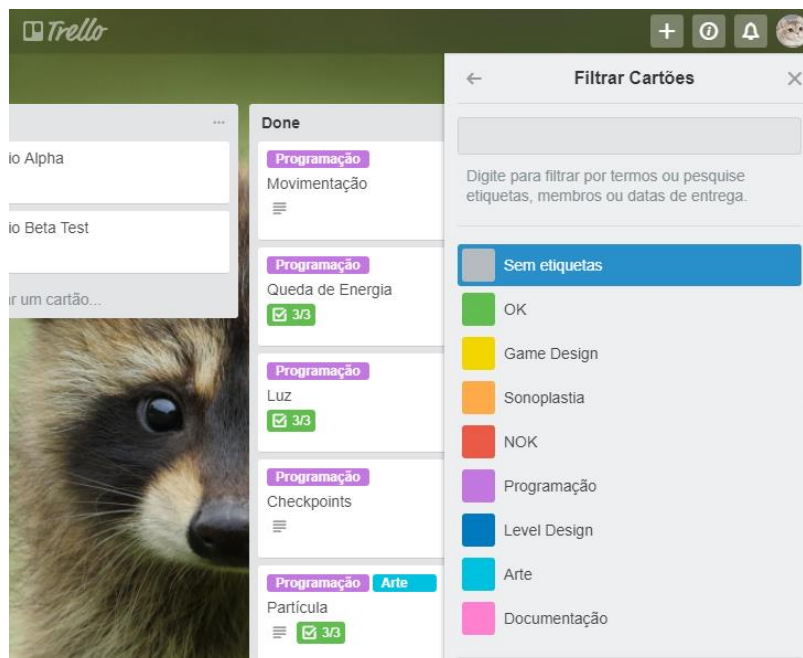 Trello
...
io Alpha
io Beta Test
r um cartão...
Done
Programação
Movimentação
Programação
Queda de Energia
3/3
Programação
Luz
3/3
Programação
Checkpoints
Programação Arte
Partícula
3/3
Filtrar Cartões
Digite para filtrar por termos ou pesquise
etiquetas, membros ou datas de entrega.
Sem etiquetas
OK
Game Design
Sonoplastia
NOK
Programação
Level Design
Arte
Documentação